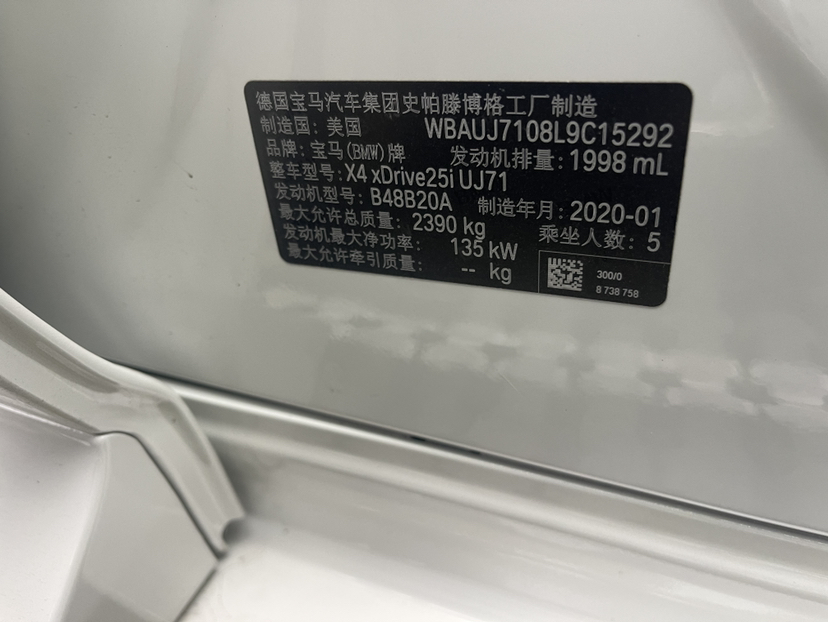 德国宝马汽车集团史帕滕博格工厂制造
制造国: 美国 WBAUJ7108L9C15292
品牌: 宝马(BMW)牌 发动机排量: 1998 mL
整车型号: X4 xDrive25i UJ71
发动机型号: B48B20A 制造年月: 2020-01
最大允许总质量: 2390 kg 乘坐人数: 5
发动机最大净功率: 135 kW
最大允许牵引质量: -- kg
300/0
8 738 758